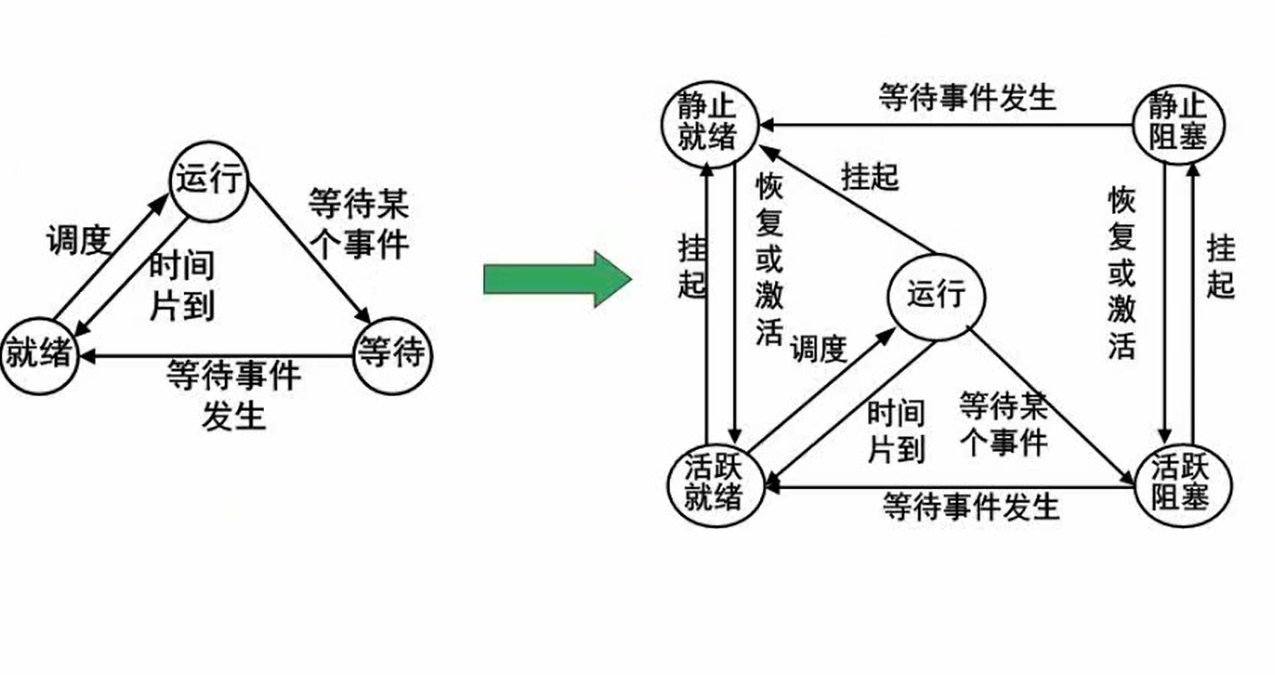 运行
调度
等待某
个事件
时间
片到
就绪
等待
等待事件
发生
静止
就绪
等待事件发生
静止
阻塞
挂起
恢
复
或
激
活
挂
起
运行
恢
复
或
激
活
挂
起
调度
时间
片到
等待某
个事件
活跃
就绪
等待事件发生
活跃
阻塞